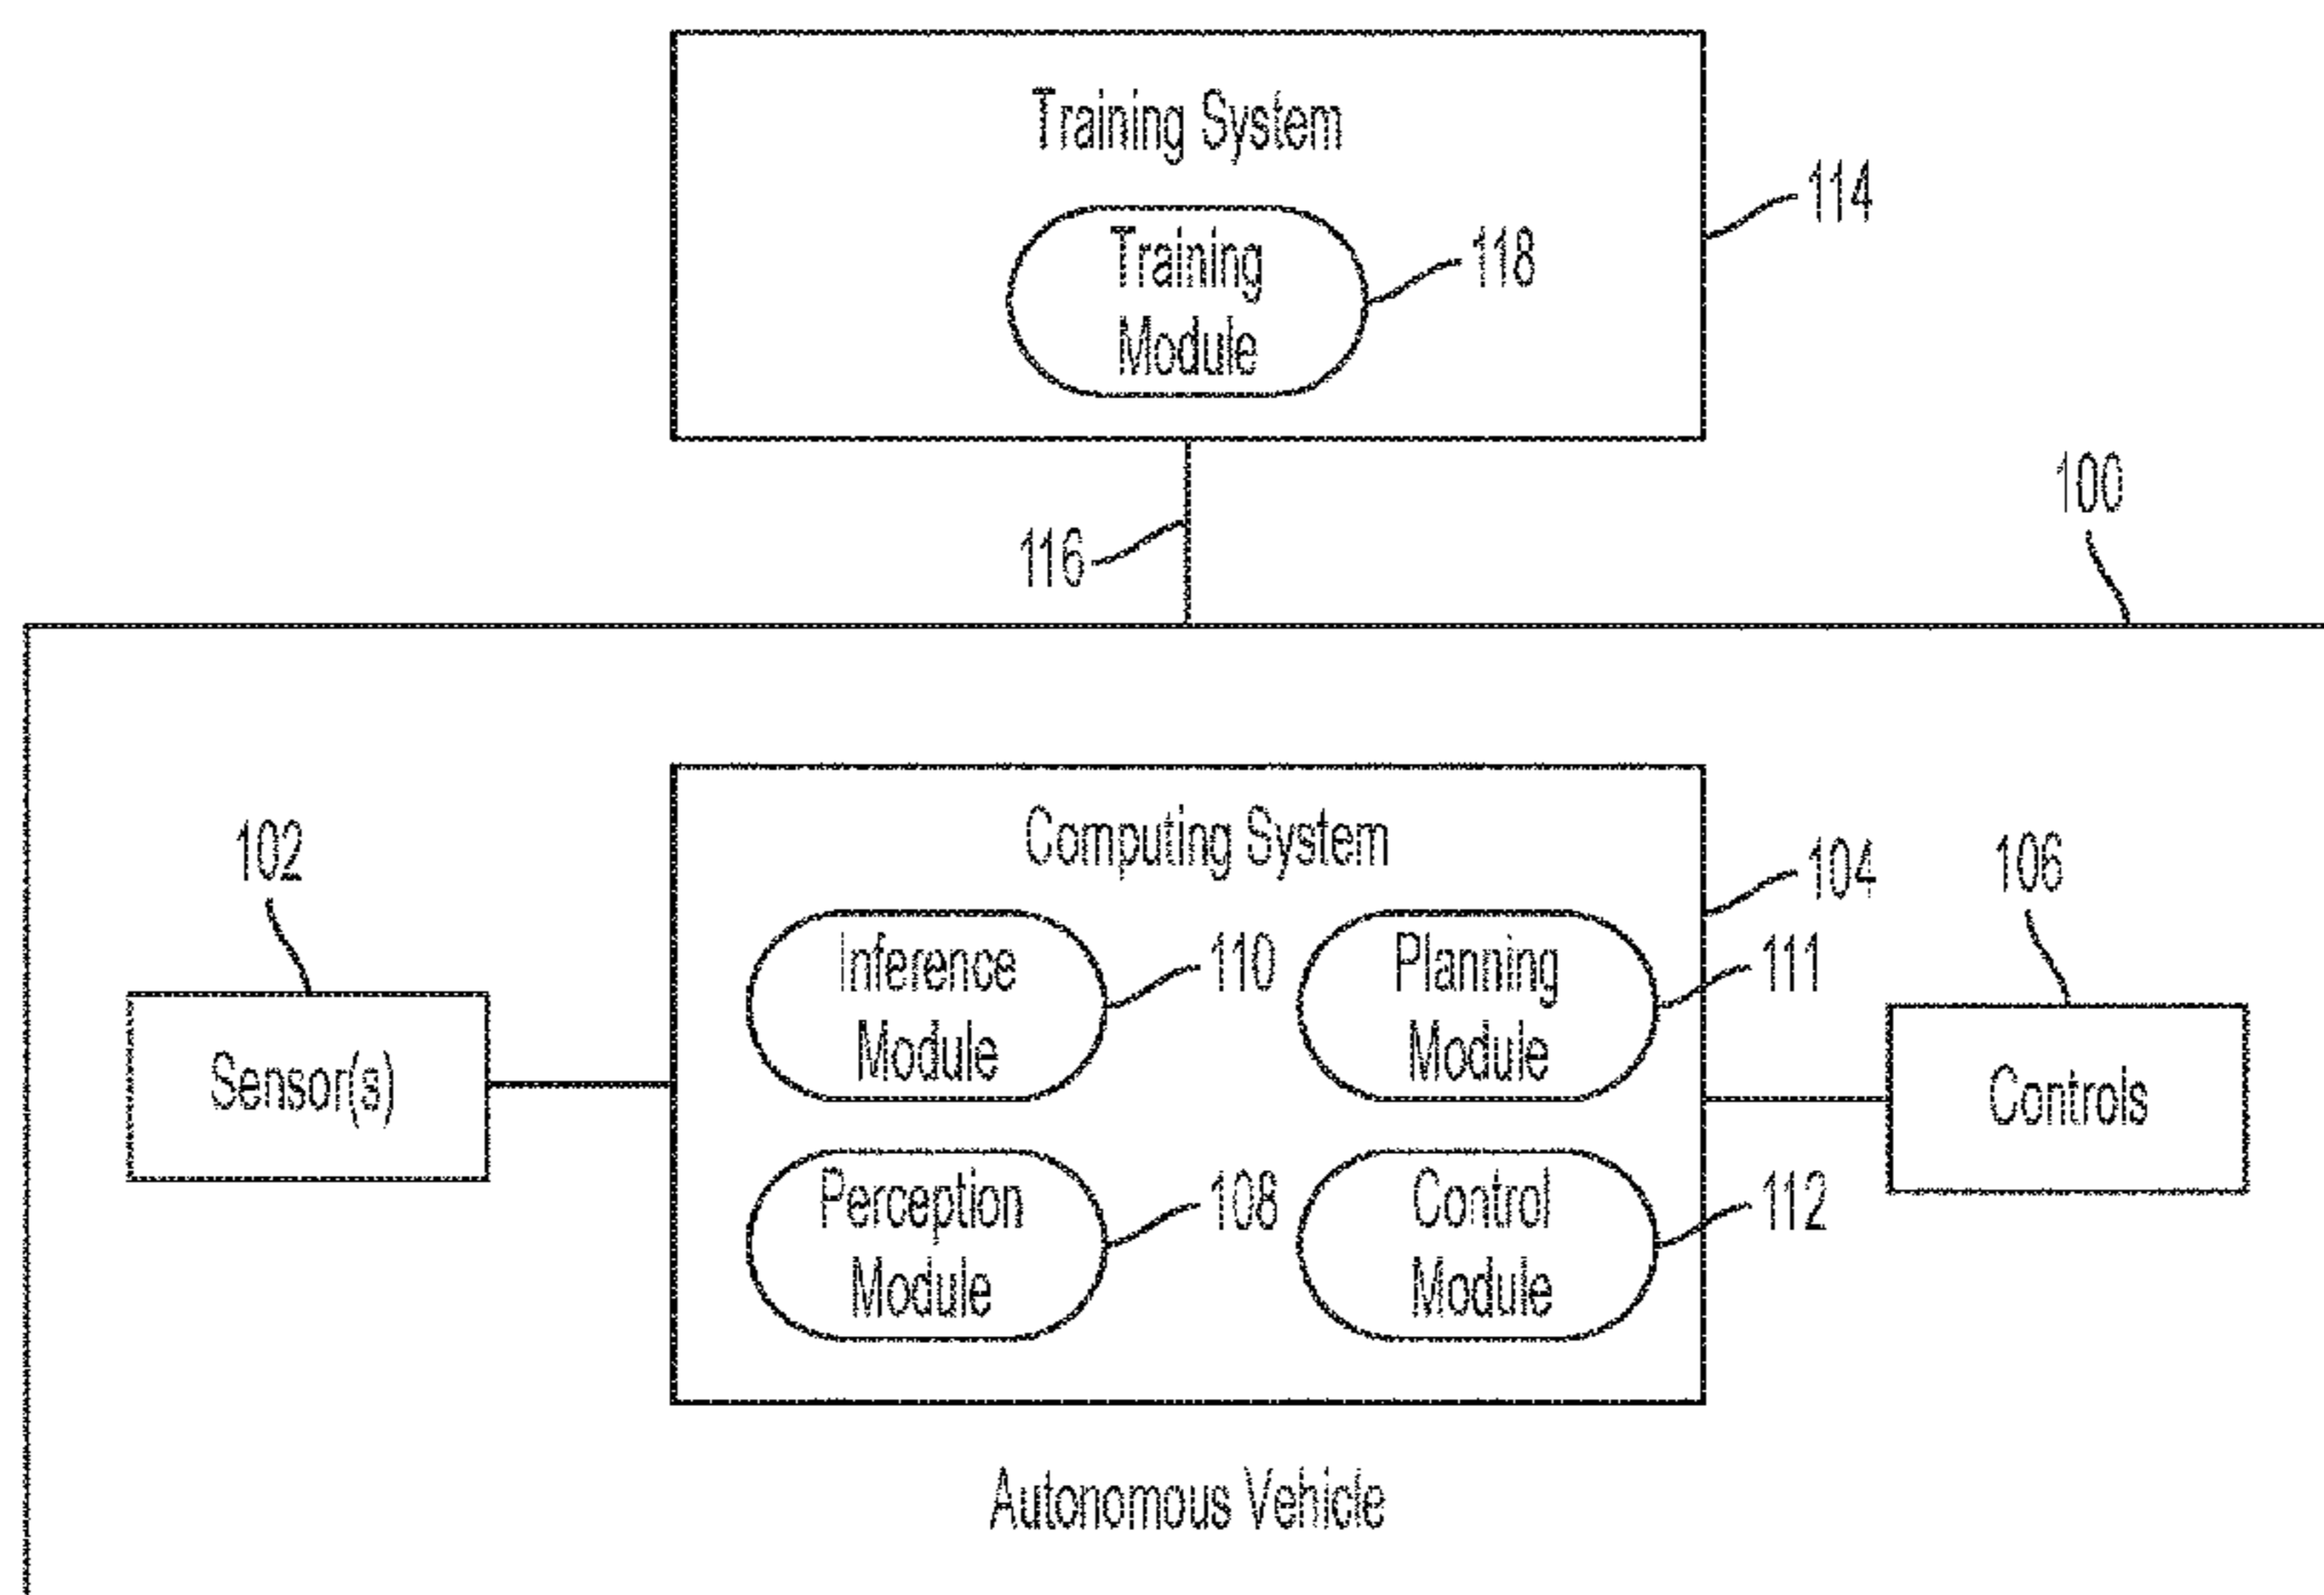 Training System
114
Training
Module
118
116
100
Computing System
102
104
106
Inference
Module
110
Planning
Module
111
Sensor(s)
Controls
Perception
Module
108
Control
Module
112
Autonomous Vehicle